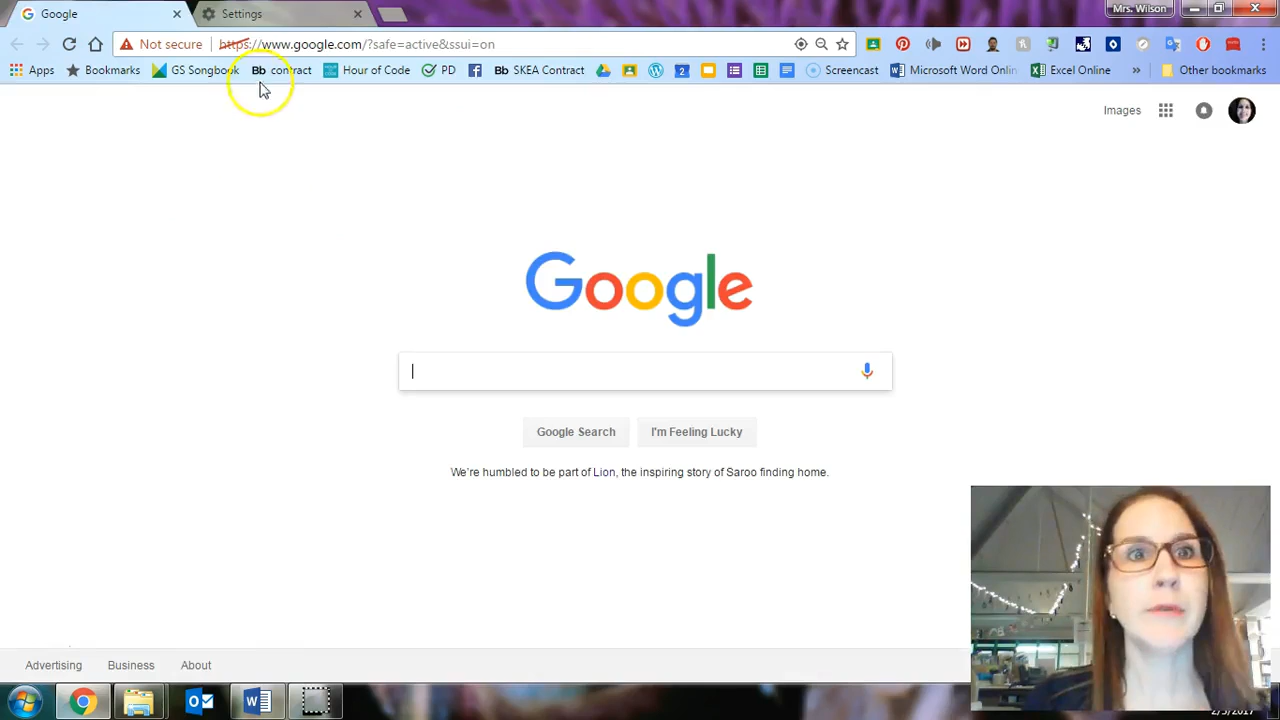 Google
Settings
Mrs. Wilson
Not secure
https://www.google.com/?safe=active&ssui=on
Apps
Bookmarks
GS Songbook
Bb contract
Hour of Code
PD
Bb SKEA Contract
2
Screencast
Microsoft Word Onlin
Excel Online
»
Other bookmarks
Images
Google
Google Search
I'm Feeling Lucky
We're humbled to be part of Lion, the inspiring story of Saroo finding home.
Advertising
Business
About